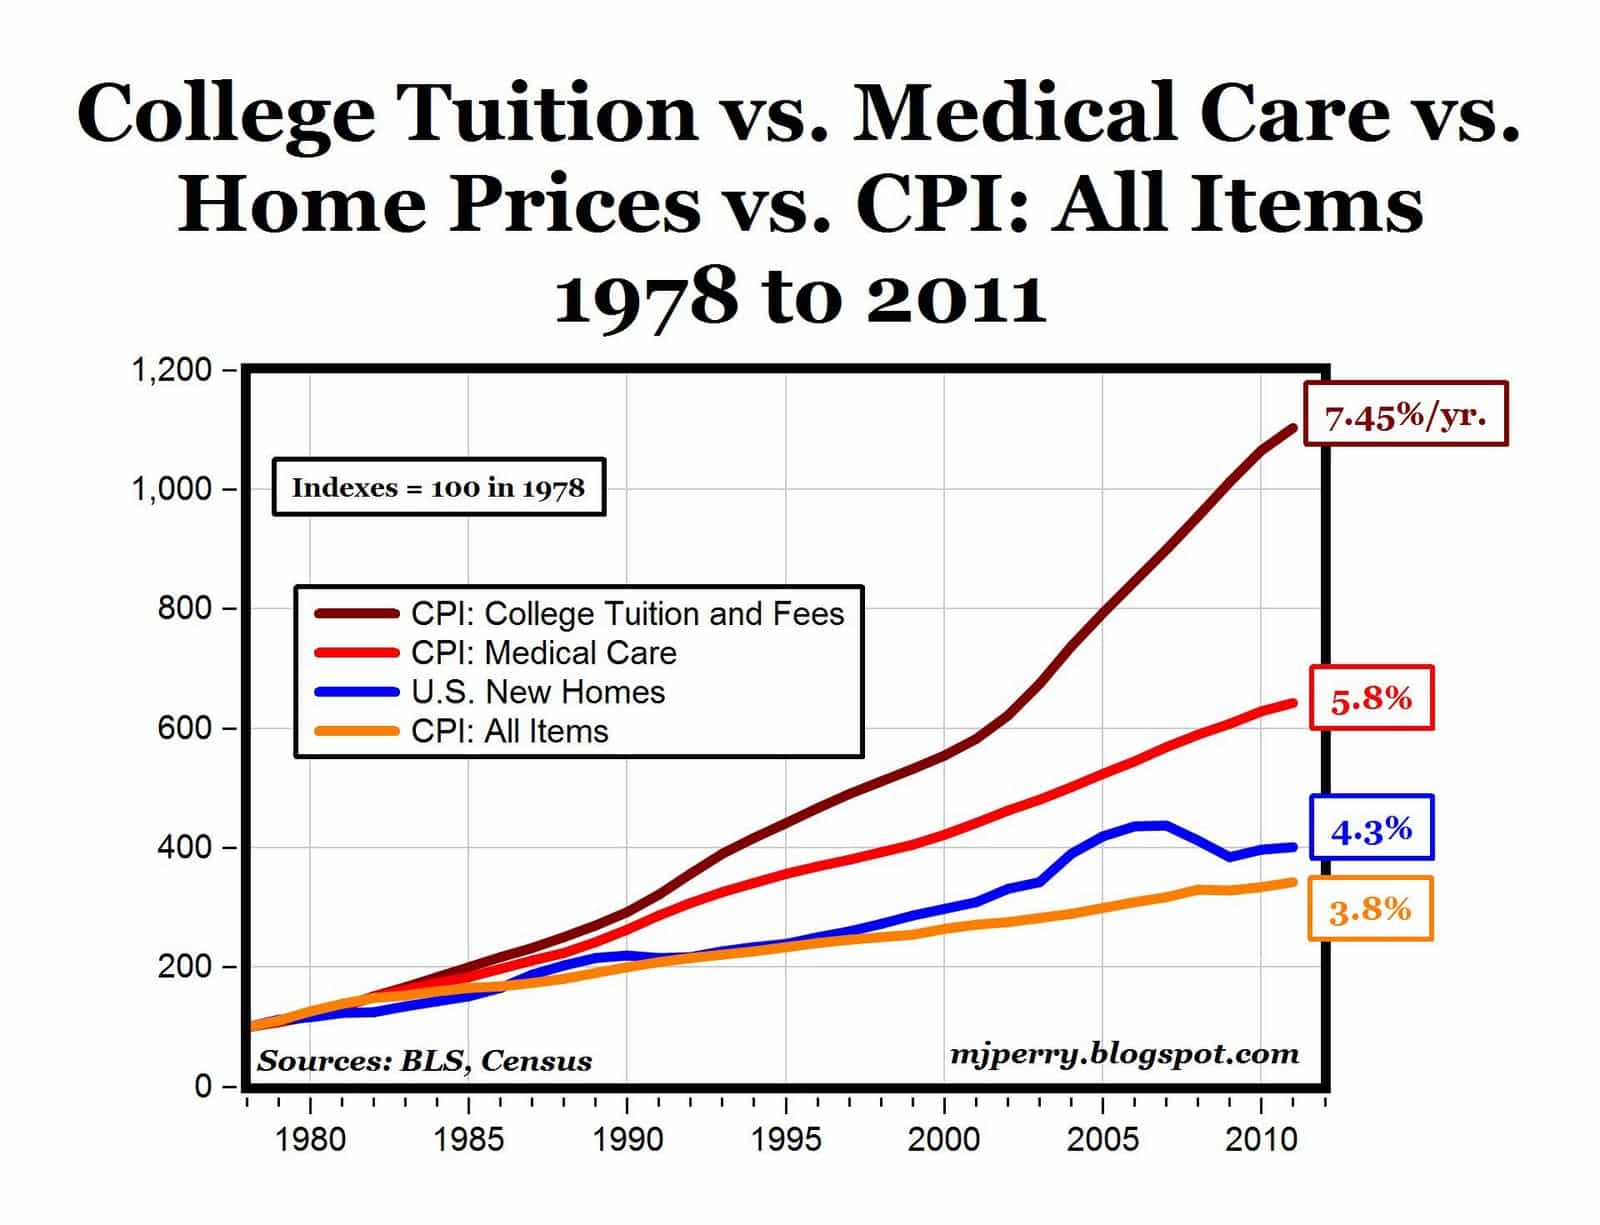 College Tuition vs. Medical Care vs.
Home Prices vs. CPI: All Items
1978 to 2011
1,200
7.45%/yr.
1,000
Indexes = 100 in 1978
800
CPI: College Tuition and Fees
CPI: Medical Care
U.S. New Homes
CPI: All Items
5.8%
600
4.3%
400
3.8%
200
Sources: BLS, Census
mjperry.blogspot.com
0
1980 1985 1990 1995 2000 2005 2010